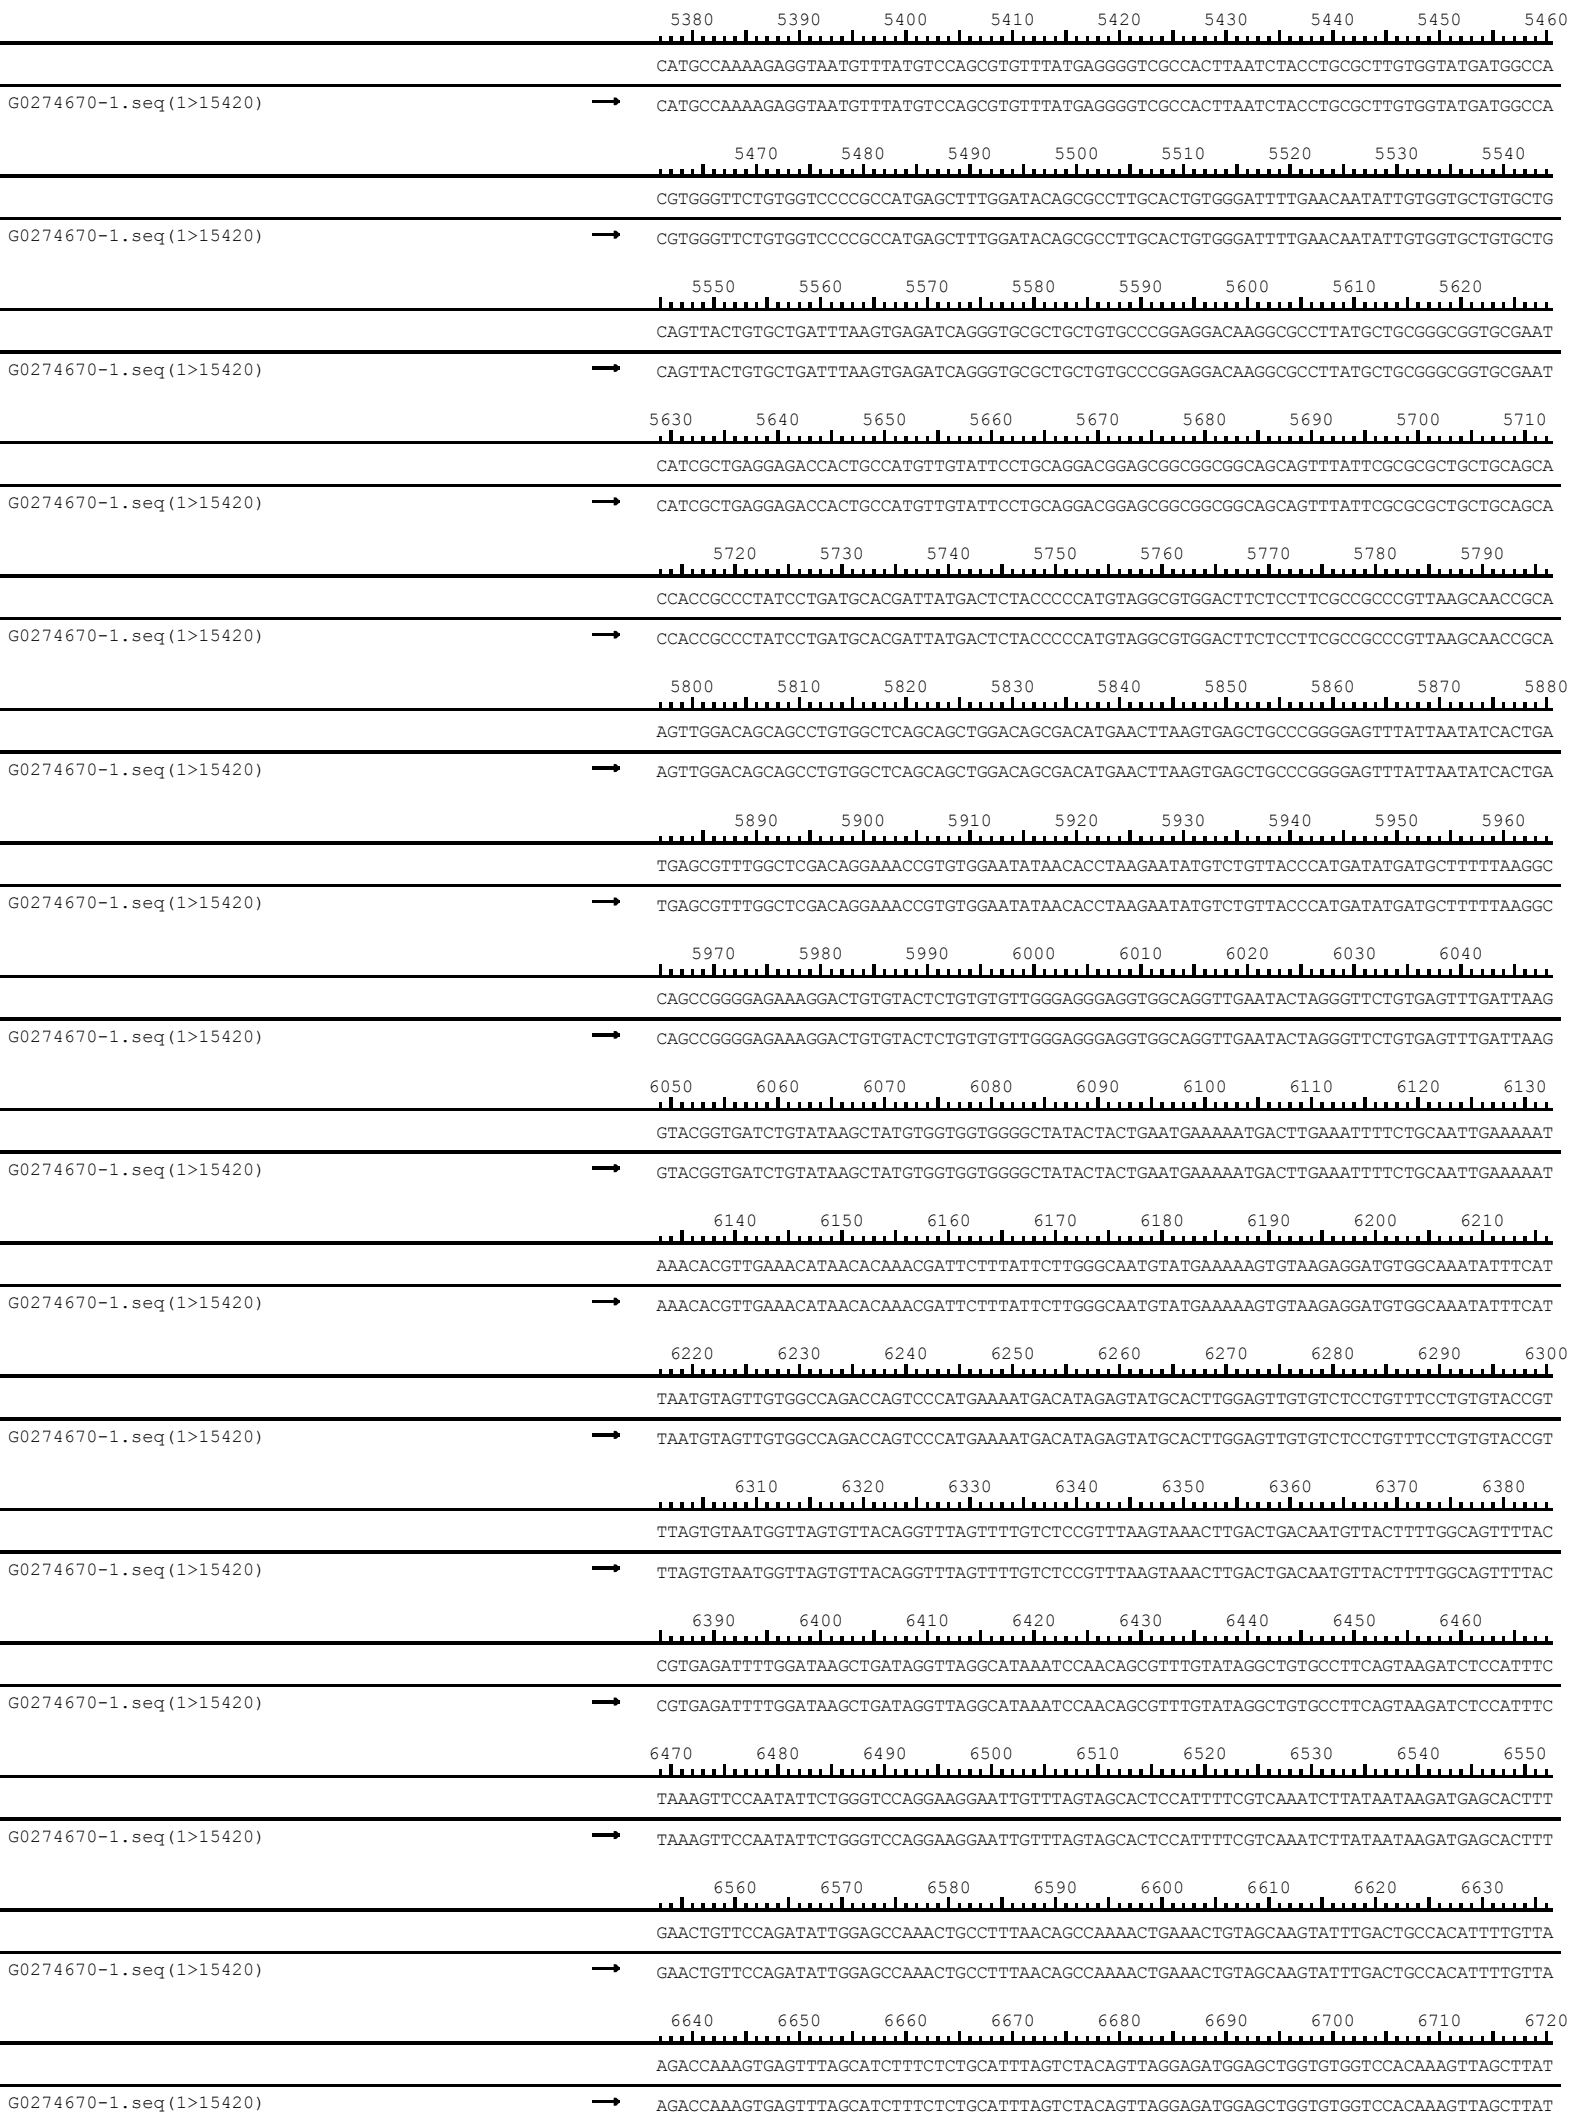 5380 5390 5400 5410 5420 5430 5440 5450 5460
CATGCCAAAAGAGGTAATGTTTATGTCCAGCGTGTTTATGAGGGGTCGCCACTTAATCTACCTGCGCTTGTGGTATGATGGCCA
G0274670-1.seq(1>15420) → CATGCCAAAAGAGGTAATGTTTATGTCCAGCGTGTTTATGAGGGGTCGCCACTTAATCTACCTGCGCTTGTGGTATGATGGCCA
5470 5480 5490 5500 5510 5520 5530 5540
CGTGGGTTCTGTGGTCCCCGCCATGAGCTTTGGATACAGCGCCTTGCACTGTGGGATTTTGAACAATATTGTGGTGCTGTGCTG
G0274670-1.seq(1>15420) → CGTGGGTTCTGTGGTCCCCGCCATGAGCTTTGGATACAGCGCCTTGCACTGTGGGATTTTGAACAATATTGTGGTGCTGTGCTG
5550 5560 5570 5580 5590 5600 5610 5620
CAGTTACTGTGCTGATTTAAGTGAGATCAGGGTGCGCTGCTGTGCCCGGAGGACAAGGCGCCTTATGCTGCGGGCGGTGCGAAT
G0274670-1.seq(1>15420) → CAGTTACTGTGCTGATTTAAGTGAGATCAGGGTGCGCTGCTGTGCCCGGAGGACAAGGCGCCTTATGCTGCGGGCGGTGCGAAT
5630 5640 5650 5660 5670 5680 5690 5700 5710
CATCGCTGAGGAGACCACTGCCATGTTGTATTCCTGCAGGACGGAGCGGCGGCGGCAGCAGTTTATTCGCGCGCTGCTGCAGCA
G0274670-1.seq(1>15420) → CATCGCTGAGGAGACCACTGCCATGTTGTATTCCTGCAGGACGGAGCGGCGGCGGCAGCAGTTTATTCGCGCGCTGCTGCAGCA
5720 5730 5740 5750 5760 5770 5780 5790
CCACCGCCCTATCCTGATGCACGATTATGACTCTACCCCCATGTAGGCGTGGACTTCTCCTTCGCCGCCCGTTAAGCAACCGCA
G0274670-1.seq(1>15420) → CCACCGCCCTATCCTGATGCACGATTATGACTCTACCCCCATGTAGGCGTGGACTTCTCCTTCGCCGCCCGTTAAGCAACCGCA
5800 5810 5820 5830 5840 5850 5860 5870 5880
AGTTGGACAGCAGCCTGTGGCTCAGCAGCTGGACAGCGACATGAACTTAAGTGAGCTGCCCGGGGAGTTTATTAATATCACTGA
G0274670-1.seq(1>15420) → AGTTGGACAGCAGCCTGTGGCTCAGCAGCTGGACAGCGACATGAACTTAAGTGAGCTGCCCGGGGAGTTTATTAATATCACTGA
5890 5900 5910 5920 5930 5940 5950 5960
TGAGCGTTTGGCTCGACAGGAAACCGTGTGGAATATAACACCTAAGAATATGTCTGTTACCCATGATATGATGCTTTTTAAGGC
G0274670-1.seq(1>15420) → TGAGCGTTTGGCTCGACAGGAAACCGTGTGGAATATAACACCTAAGAATATGTCTGTTACCCATGATATGATGCTTTTTAAGGC
5970 5980 5990 6000 6010 6020 6030 6040
CAGCCGGGGAGAAAGGACTGTGTACTCTGTGTGTTGGGAGGGAGGTGGCAGGTTGAATACTAGGGTTCTGTGAGTTTGATTAAG
G0274670-1.seq(1>15420) → CAGCCGGGGAGAAAGGACTGTGTACTCTGTGTGTTGGGAGGGAGGTGGCAGGTTGAATACTAGGGTTCTGTGAGTTTGATTAAG
6050 6060 6070 6080 6090 6100 6110 6120 6130
GTACGGTGATCTGTATAAGCTATGTGGTGGTGGGGCTATACTACTGAATGAAAAATGACTTGAAATTTTCTGCAATTGAAAAAT
G0274670-1.seq(1>15420) → GTACGGTGATCTGTATAAGCTATGTGGTGGTGGGGCTATACTACTGAATGAAAAATGACTTGAAATTTTCTGCAATTGAAAAAT
6140 6150 6160 6170 6180 6190 6200 6210
AAACACGTTGAAACATAACACAAACGATTCTTTATTCTTGGGCAATGTATGAAAAAGTGTAAGAGGATGTGGCAAATATTTCAT
G0274670-1.seq(1>15420) → AAACACGTTGAAACATAACACAAACGATTCTTTATTCTTGGGCAATGTATGAAAAAGTGTAAGAGGATGTGGCAAATATTTCAT
6220 6230 6240 6250 6260 6270 6280 6290 6300
TAATGTAGTTGTGGCCAGACCAGTCCCATGAAAATGACATAGAGTATGCACTTGGAGTTGTGTCTCCTGTTTCCTGTGTACCGT
G0274670-1.seq(1>15420) → TAATGTAGTTGTGGCCAGACCAGTCCCATGAAAATGACATAGAGTATGCACTTGGAGTTGTGTCTCCTGTTTCCTGTGTACCGT
6310 6320 6330 6340 6350 6360 6370 6380
TTAGTGTAATGGTTAGTGTTACAGGTTTAGTTTTGTCTCCGTTTAAGTAAACTTGACTGACAATGTTACTTTTGGCAGTTTTAC
G0274670-1.seq(1>15420) → TTAGTGTAATGGTTAGTGTTACAGGTTTAGTTTTGTCTCCGTTTAAGTAAACTTGACTGACAATGTTACTTTTGGCAGTTTTAC
6390 6400 6410 6420 6430 6440 6450 6460
CGTGAGATTTTGGATAAGCTGATAGGTTAGGCATAAATCCAACAGCGTTTGTATAGGCTGTGCCTTCAGTAAGATCTCCATTTC
G0274670-1.seq(1>15420) → CGTGAGATTTTGGATAAGCTGATAGGTTAGGCATAAATCCAACAGCGTTTGTATAGGCTGTGCCTTCAGTAAGATCTCCATTTC
6470 6480 6490 6500 6510 6520 6530 6540 6550
TAAAGTTCCAATATTCTGGGTCCAGGAAGGAATTGTTTAGTAGCACTCCATTTTCGTCAAATCTTATAATAAGATGAGCACTTT
G0274670-1.seq(1>15420) → TAAAGTTCCAATATTCTGGGTCCAGGAAGGAATTGTTTAGTAGCACTCCATTTTCGTCAAATCTTATAATAAGATGAGCACTTT
6560 6570 6580 6590 6600 6610 6620 6630
GAACTGTTCCAGATATTGGAGCCAAACTGCCTTTAACAGCCAAAACTGAAACTGTAGCAAGTATTTGACTGCCACATTTTGTTA
G0274670-1.seq(1>15420) → GAACTGTTCCAGATATTGGAGCCAAACTGCCTTTAACAGCCAAAACTGAAACTGTAGCAAGTATTTGACTGCCACATTTTGTTA
6640 6650 6660 6670 6680 6690 6700 6710 6720
AGACCAAAGTGAGTTTAGCATCTTTCTCTGCATTTAGTCTACAGTTAGGAGATGGAGCTGGTGTGGTCCACAAAGTTAGCTTAT
G0274670-1.seq(1>15420) → AGACCAAAGTGAGTTTAGCATCTTTCTCTGCATTTAGTCTACAGTTAGGAGATGGAGCTGGTGTGGTCCACAAAGTTAGCTTAT